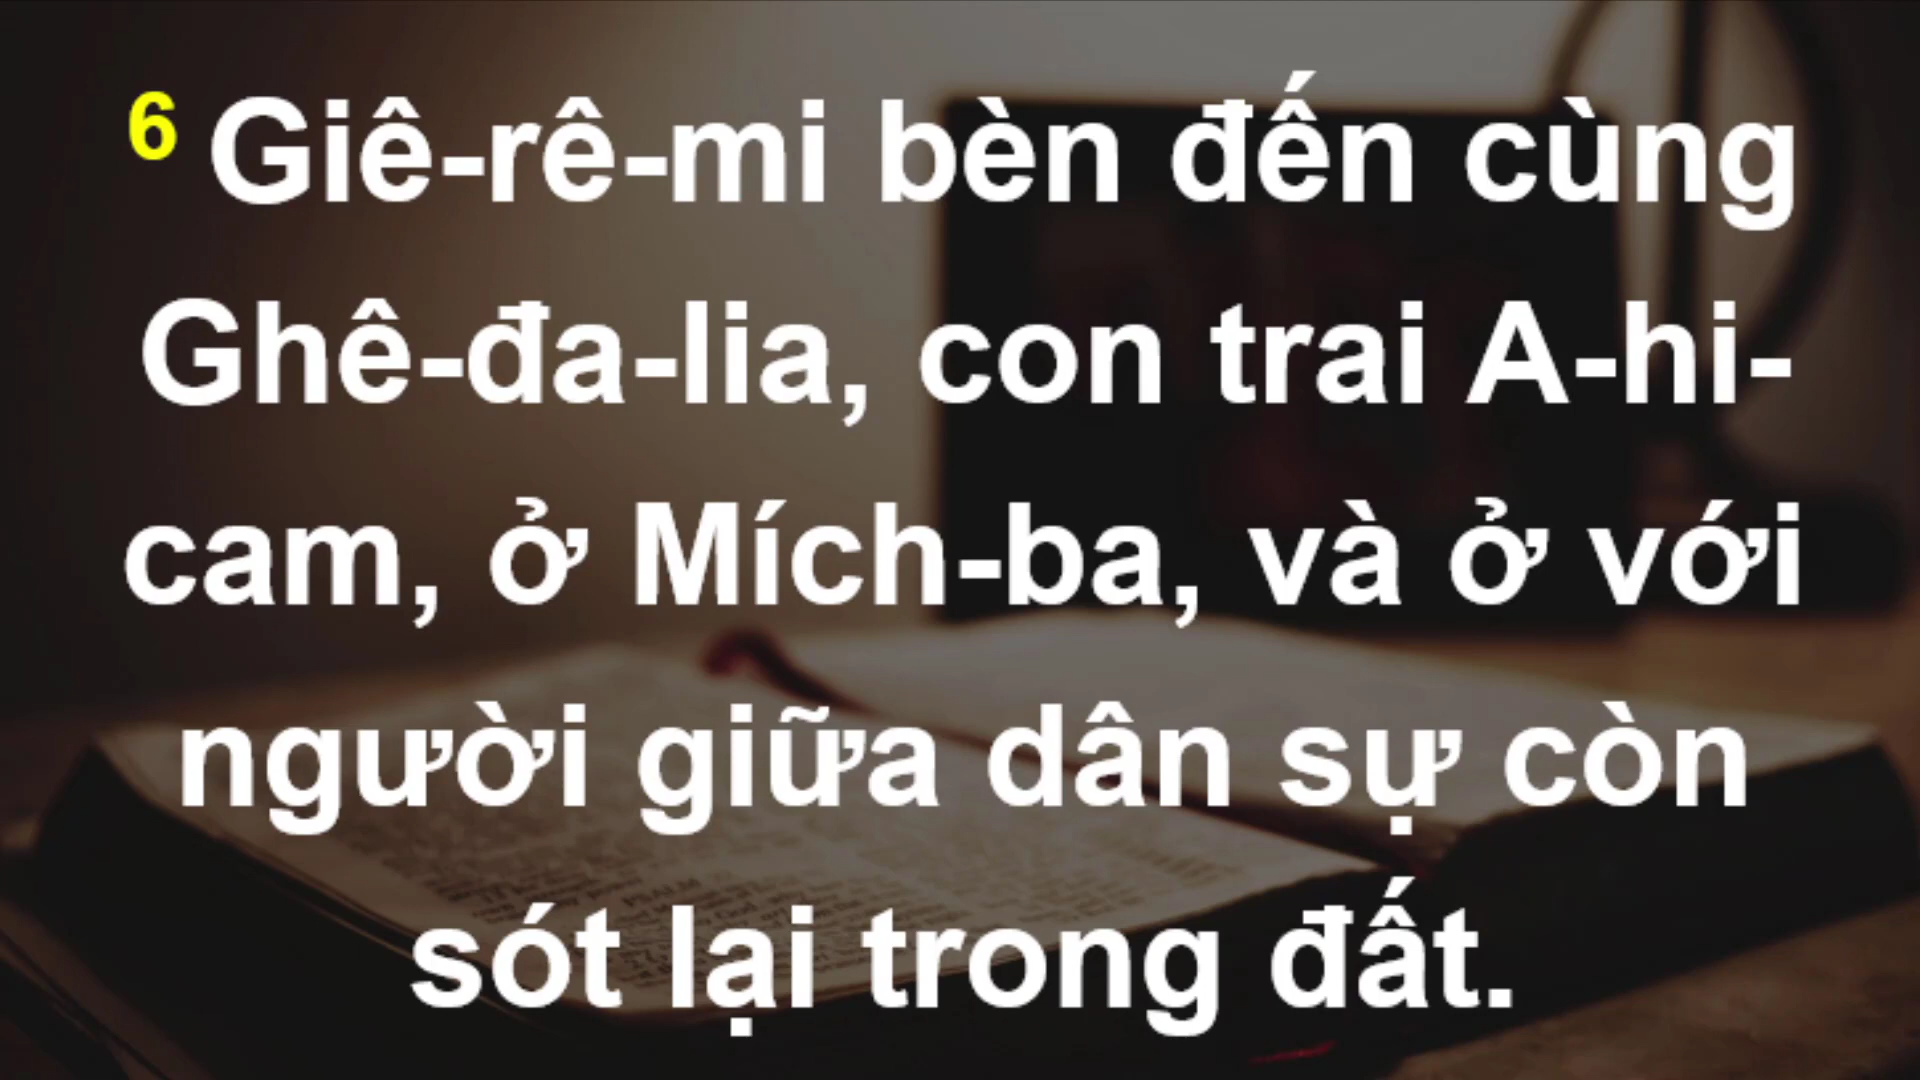 6 Giê-rê-mi bèn đến cùng
Ghê-đa-lia, con trai A-hi-
cam, ở Mích-ba, và ở với
người giữa dân sự còn
sót lại trong đất.